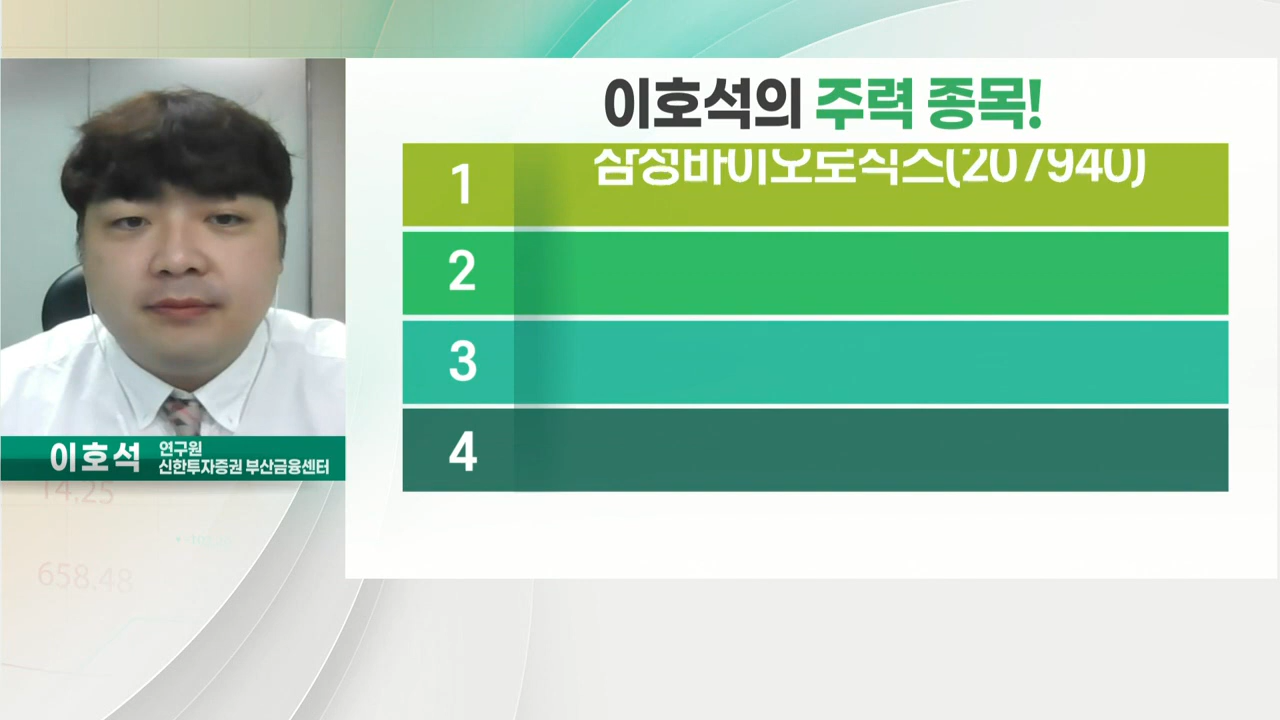 이호석의 주력 종목!
1 삼성바이오로직스(207940)
2
3
4
이호석 연구원
신한투자증권 부산금융센터
14.25
658.48